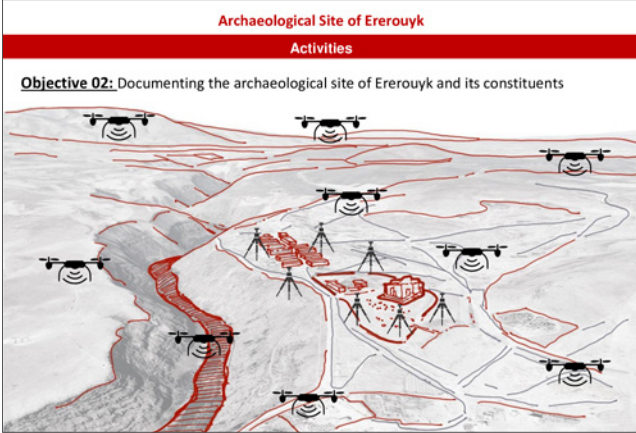 Archaeological Site of Ererouyk
Activities
Objective 02: Documenting the archaeological site of Ererouyk and its constituents